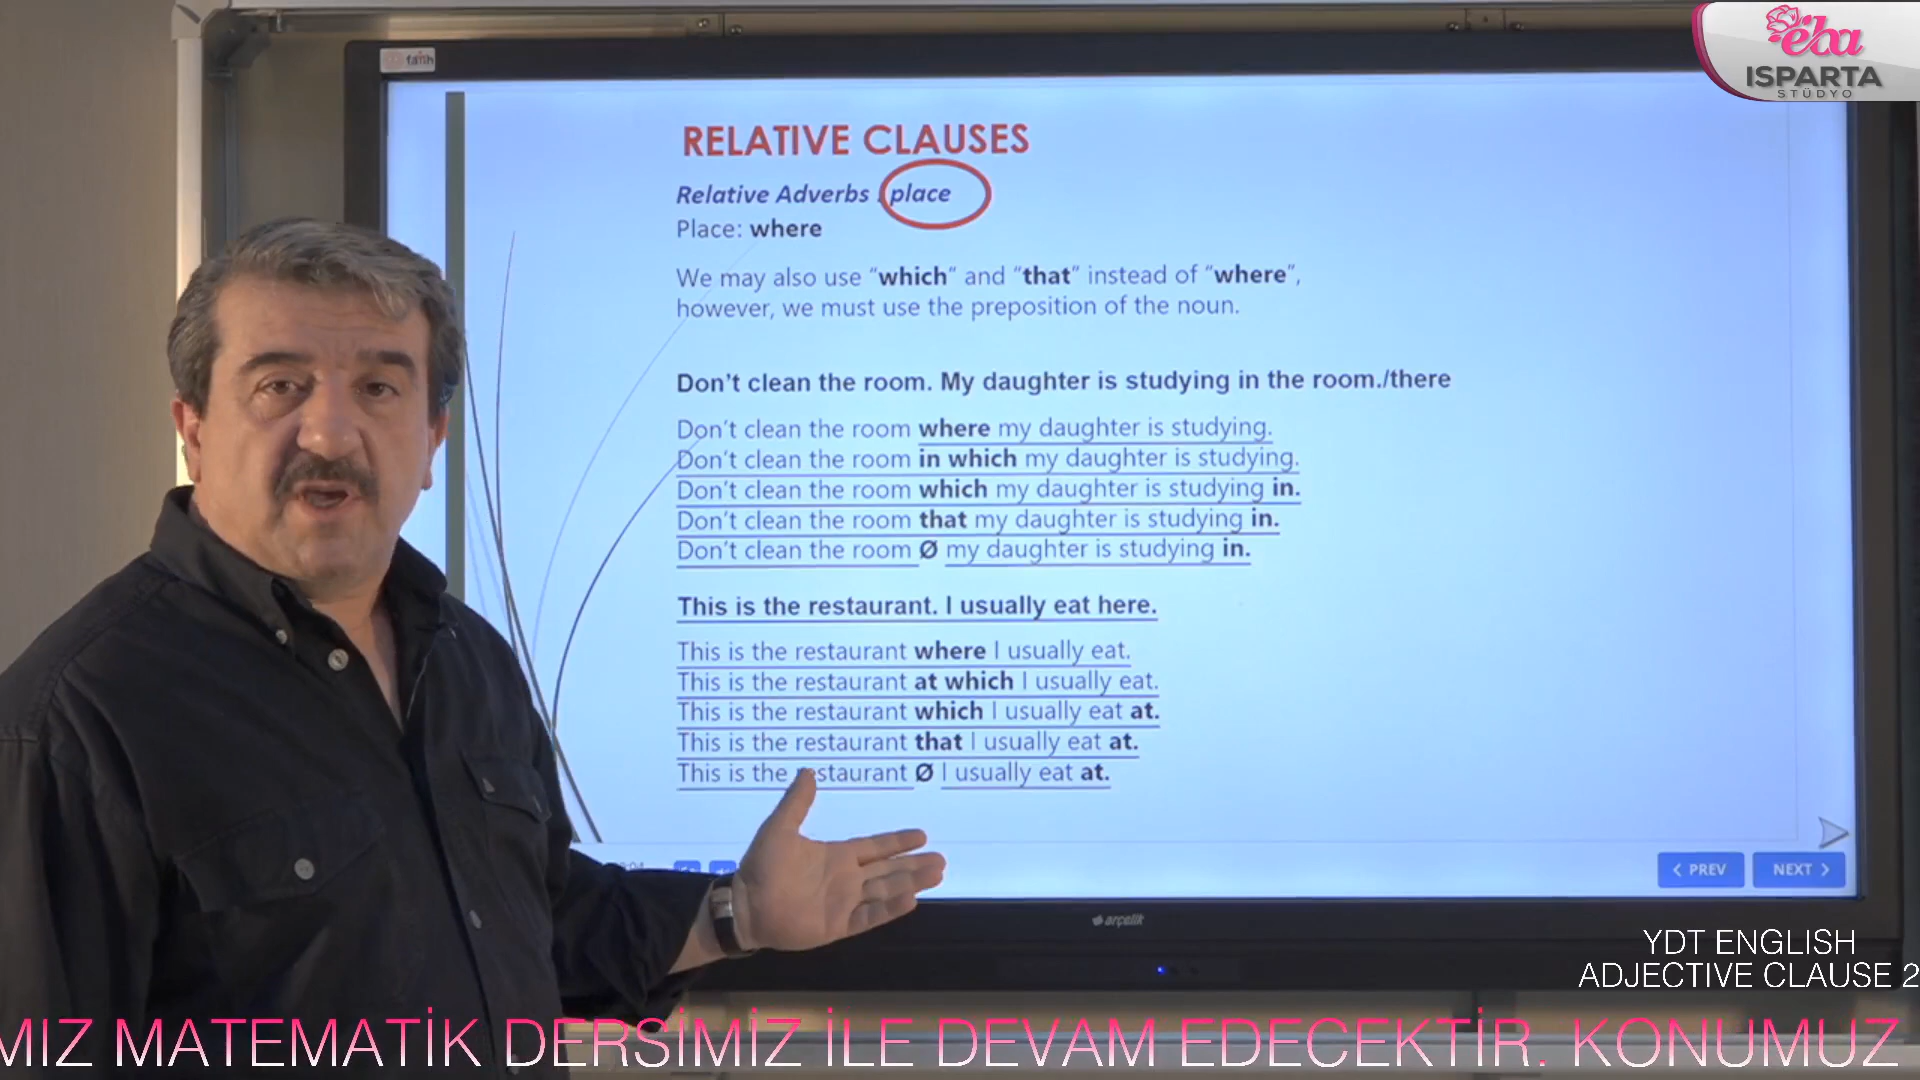 fatih
eba
ISPARTA
STÜDYO
RELATIVE CLAUSES
Relative Adverbs : place
Place: where
We may also use “which” and “that” instead of “where”,
however, we must use the preposition of the noun.
Don’t clean the room. My daughter is studying in the room./there
Don’t clean the room where my daughter is studying.
Don’t clean the room in which my daughter is studying.
Don’t clean the room which my daughter is studying in.
Don’t clean the room that my daughter is studying in.
Don’t clean the room Ø my daughter is studying in.
This is the restaurant. I usually eat here.
This is the restaurant where I usually eat.
This is the restaurant at which I usually eat.
This is the restaurant which I usually eat at.
This is the restaurant that I usually eat at.
This is the restaurant Ø I usually eat at.
PREV NEXT
arçelik
YDT ENGLISH
ADJECTIVE CLAUSE 2
MIZ MATEMATİK DERSİMİZ İLE DEVAM EDECEKTİR. KONUMUZ